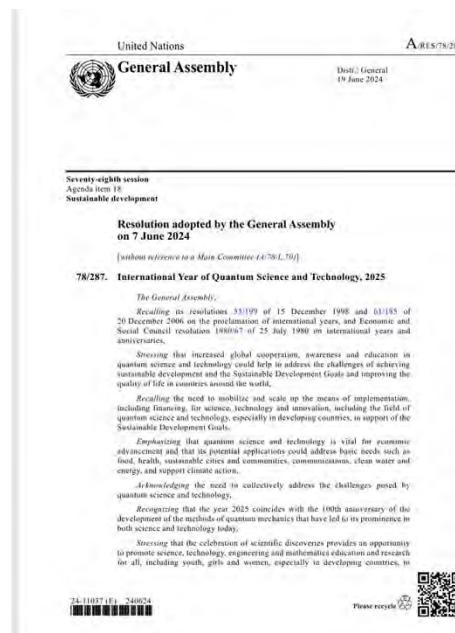 United Nations
A/RES/78/28
General Assembly
Distr.: General
19 June 2024
Seventy-eighth session
Agenda item 18
Sustainable development
Resolution adopted by the General Assembly
on 7 June 2024
[without reference to a Main Committee (A/78/L.70)]
78/287. International Year of Quantum Science and Technology, 2025
The General Assembly,
Recalling its resolutions 53/199 of 15 December 1998 and 61/185 of
20 December 2006 on the proclamation of international years, and Economic and
Social Council resolution 1980/67 of 25 July 1980 on international years and
anniversaries,
Stressing that increased global cooperation, awareness and education in
quantum science and technology could help to address the challenges of achieving
sustainable development and the Sustainable Development Goals and improving the
quality of life in countries around the world,
Recalling the need to mobilize and scale up the means of implementation,
including financing, for science, technology and innovation, including the field of
quantum science and technology, especially in developing countries, in support of the
Sustainable Development Goals,
Emphasizing that quantum science and technology is vital for economic
advancement and that its potential applications could address basic needs such as
food, health, sustainable cities and communities, communications, clean water and
energy, and support climate action,
Acknowledging the need to collectively address the challenges posed by
quantum science and technology,
Recognizing that the year 2025 coincides with the 100th anniversary of the
development of the methods of quantum mechanics that have led to its prominence in
both science and technology today,
Stressing that the celebration of scientific discoveries provides an opportunity
to promote science, technology, engineering and mathematics education and research
for all, including youth, girls and women, especially in developing countries, to
24-11037 (E) 240624
Please recycle